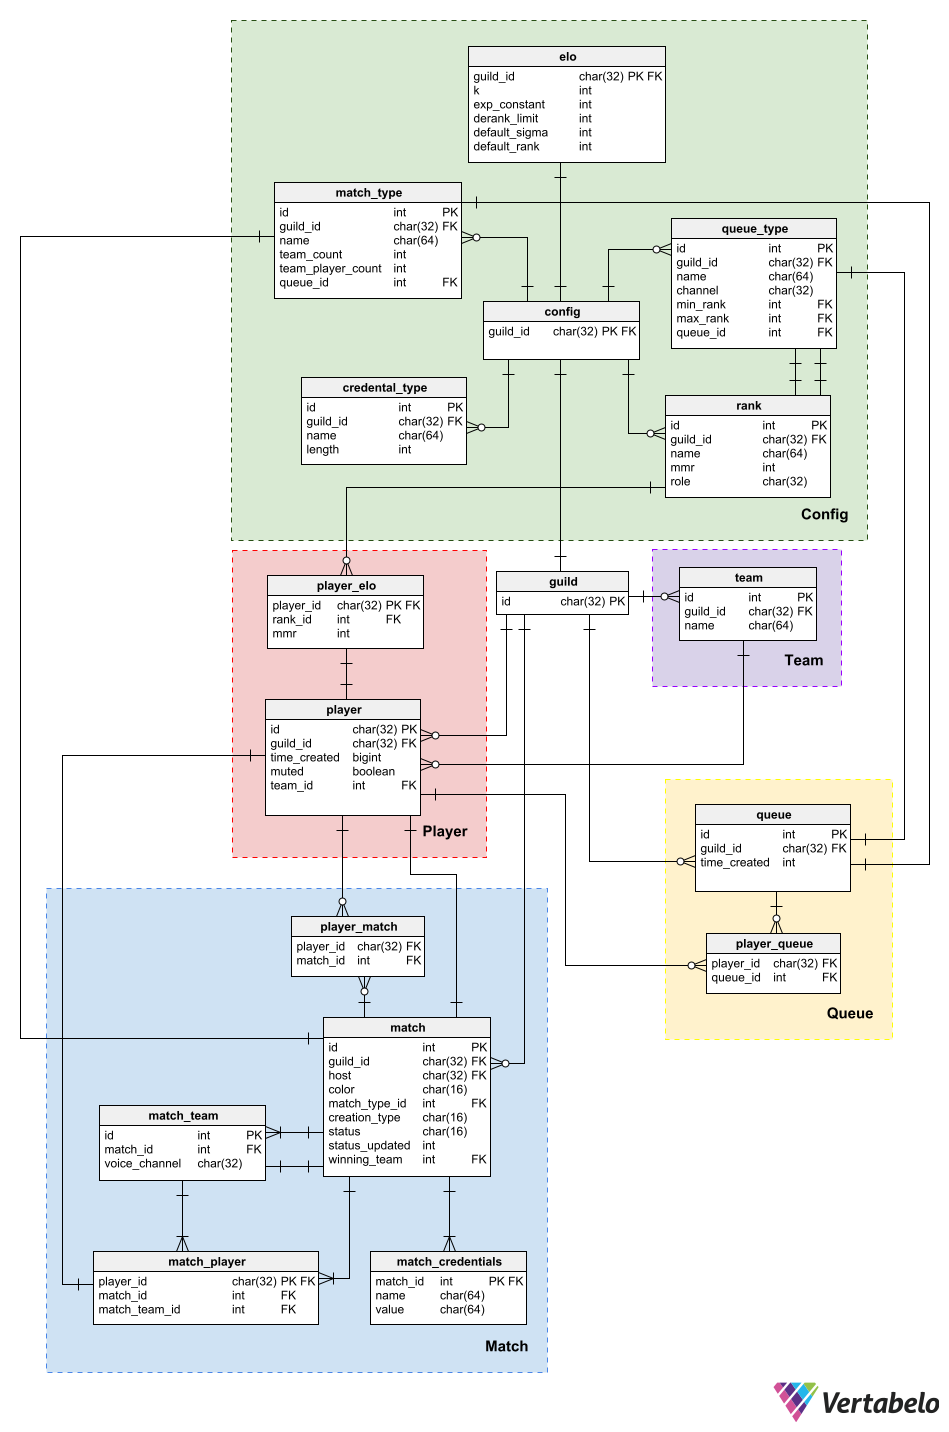 elo
guild_id char(32) PK FK
k int
exp_constant int
derank_limit int
default_sigma int
default_rank int
match_type
id int PK
guild_id char(32) FK
name char(64)
team_count int
team_player_count int
queue_id int FK
queue_type
id int PK
guild_id char(32) FK
name char(64)
channel char(32)
min_rank int FK
max_rank int FK
queue_id int FK
config
guild_id char(32) PK FK
credental_type
id int PK
guild_id char(32) FK
name char(64)
length int
rank
id int PK
guild_id char(32) FK
name char(64)
mmr int
role char(32)
Config
player_elo
player_id char(32) PK FK
rank_id int FK
mmr int
guild
id char(32) PK
team
id int PK
guild_id char(32) FK
name char(64)
Team
player
id char(32) PK
guild_id char(32) FK
time_created bigint
muted boolean
team_id int FK
Player
queue
id int PK
guild_id char(32) FK
time_created int
player_queue
player_id char(32) FK
queue_id int FK
Queue
player_match
player_id char(32) FK
match_id int FK
match
id int PK
guild_id char(32) FK
host char(32) FK
color char(16)
match_type_id int FK
creation_type char(16)
status char(16)
status_updated int
winning_team int FK
match_team
id int PK
match_id int FK
voice_channel char(32)
match_player
player_id char(32) PK FK
match_id int FK
match_team_id int FK
match_credentials
match_id int PK FK
name char(64)
value char(64)
Match
Vertabelo